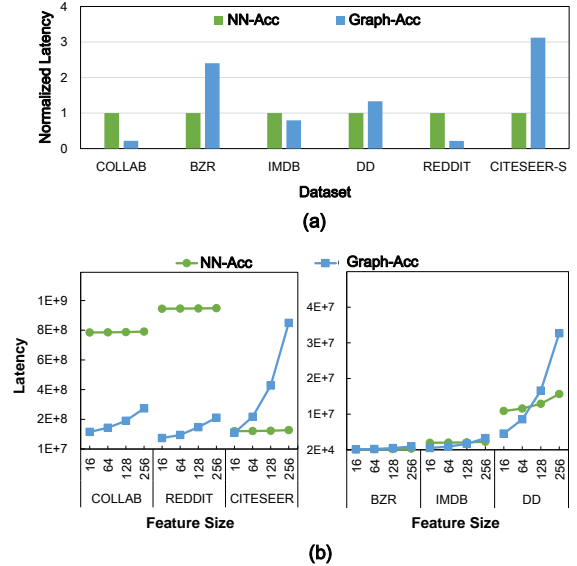 NN-Acc Graph-Acc
4
3
2
1
0
Normalized Latency
COLLAB BZR IMDB DD REDDIT CITESEER-S
Dataset
(a)
NN-Acc Graph-Acc
1E+9
8E+8
6E+8
4E+8
2E+8
1E+7
Latency
16 64 128 256 16 64 128 256 16 64 128 256
COLLAB REDDIT CITESEER
Feature Size
4E+7
3E+7
2E+7
1E+7
2E+4
16 64 128 256 16 64 128 256 16 64 128 256
BZR IMDB DD
Feature Size
(b)